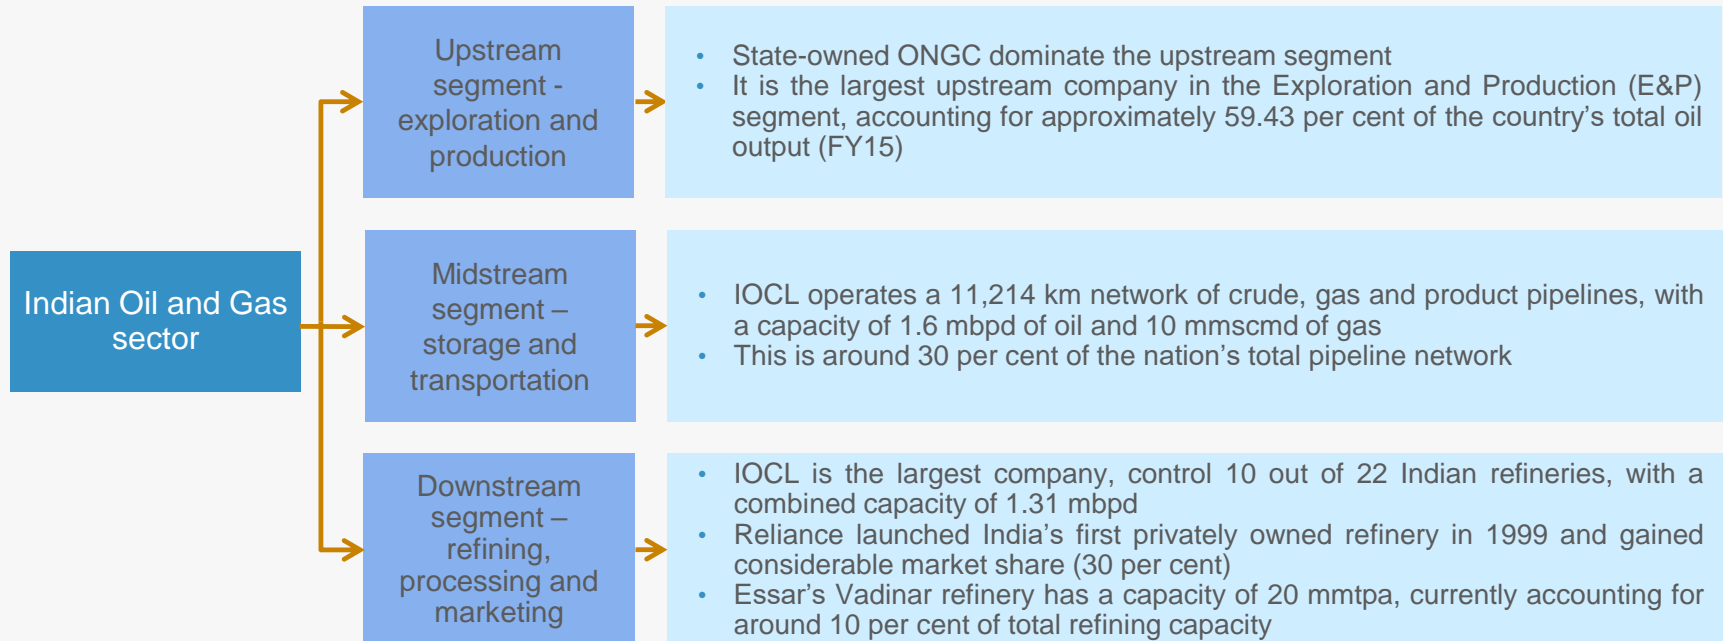 Indian Oil and Gas
sector
Upstream
segment -
exploration and
production
• State-owned ONGC dominate the upstream segment
• It is the largest upstream company in the Exploration and Production (E&P)
segment, accounting for approximately 59.43 per cent of the country's total oil
output (FY15)
Midstream
segment –
storage and
transportation
• IOCL operates a 11,214 km network of crude, gas and product pipelines, with
a capacity of 1.6 mbpd of oil and 10 mmscmd of gas
• This is around 30 per cent of the nation's total pipeline network
Downstream
segment –
refining,
processing and
marketing
• IOCL is the largest company, control 10 out of 22 Indian refineries, with a
combined capacity of 1.31 mbpd
• Reliance launched India's first privately owned refinery in 1999 and gained
considerable market share (30 per cent)
• Essar's Vadinar refinery has a capacity of 20 mmtpa, currently accounting for
around 10 per cent of total refining capacity